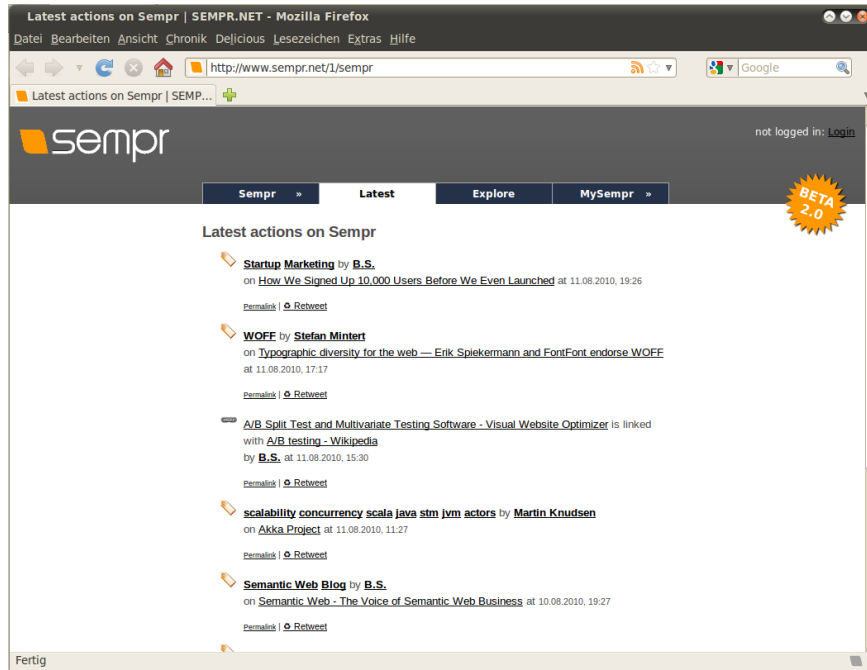 Latest actions on Sempr | SEMPR.NET - Mozilla Firefox
Datei Bearbeiten Ansicht Chronik Delicious Lesezeichen Extras Hilfe
http://www.sempr.net/1/sempr
Google
Latest actions on Sempr | SEMP...
sempr
not logged in: Login
Sempr »
Latest
Explore
MySempr »
BETA
2.0
Latest actions on Sempr
Startup Marketing by B.S.
on How We Signed Up 10,000 Users Before We Even Launched at 11.08.2010, 19:26
Permalink | ♻ Retweet
WOFF by Stefan Mintert
on Typographic diversity for the web — Erik Spiekermann and FontFont endorse WOFF
at 11.08.2010, 17:17
Permalink | ♻ Retweet
A/B Split Test and Multivariate Testing Software - Visual Website Optimizer is linked
with A/B testing - Wikipedia
by B.S. at 11.08.2010, 15:30
Permalink | ♻ Retweet
scalability concurrency scala java stm jvm actors by Martin Knudsen
on Akka Project at 11.08.2010, 11:27
Permalink | ♻ Retweet
Semantic Web Blog by B.S.
on Semantic Web - The Voice of Semantic Web Business at 10.08.2010, 19:27
Permalink | ♻ Retweet
Fertig